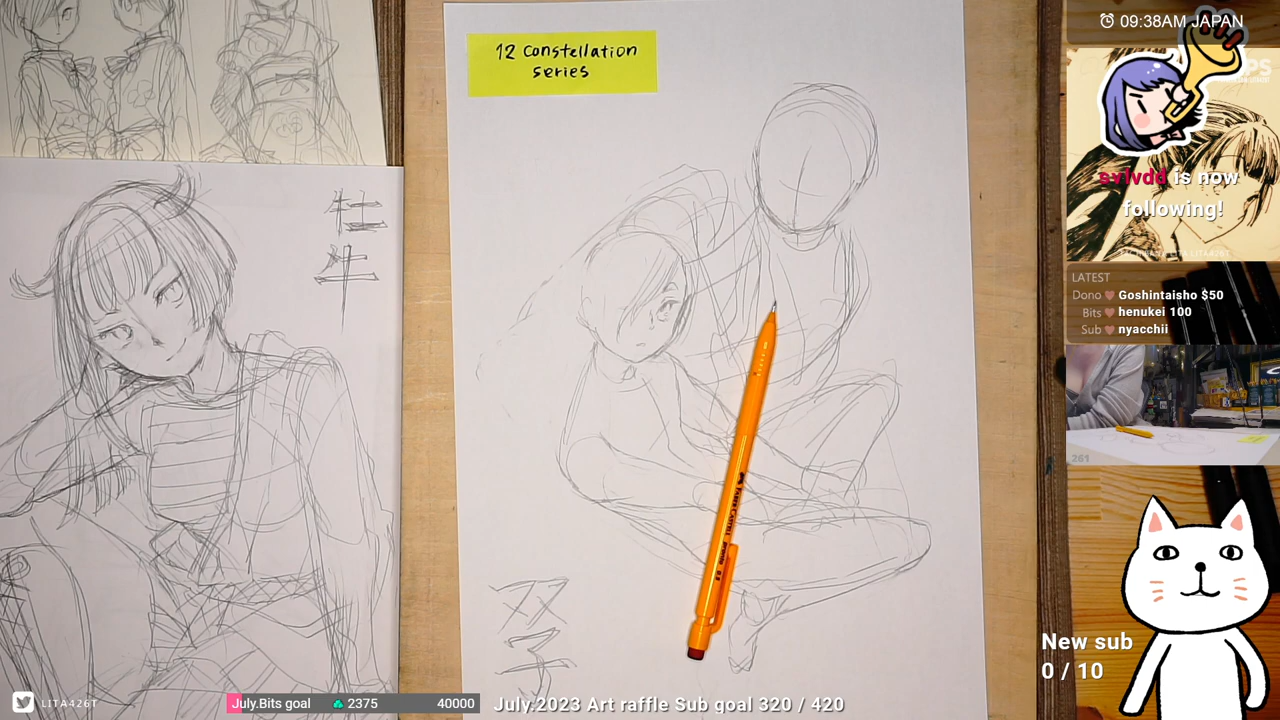 12 Constellation
series
牡
牛
双
子
09:38AM JAPAN
svlvdd is now
following!
LATEST
Dono Goshintaisho $50
Bits henukei 100
Sub nyacchii
261
New sub
0 / 10
LITA426T
July.Bits goal 2375 40000
July.2023 Art raffle Sub goal 320 / 420